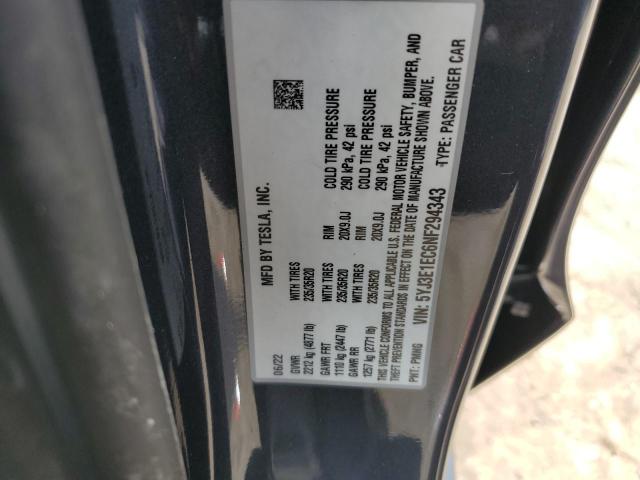 MFD BY TESLA, INC.
06/22
GVWR WITH TIRES RIM COLD TIRE PRESSURE
2212 kg (4877 lb) 235/35R20 20X9.0J 290 kPa, 42 psi
GAWR FRT WITH TIRES RIM COLD TIRE PRESSURE
1110 kg (2447 lb) 235/35R20 20X9.0J 290 kPa, 42 psi
GAWR RR
1257 kg (2771 lb) 235/35R20
THIS VEHICLE CONFORMS TO ALL APPLICABLE U.S. FEDERAL MOTOR VEHICLE SAFETY, BUMPER, AND
THEFT PREVENTION STANDARDS IN EFFECT ON THE DATE OF MANUFACTURE SHOWN ABOVE.
PNT: PMNG VIN: 5YJ3E1EC6NF294343 TYPE: PASSENGER CAR